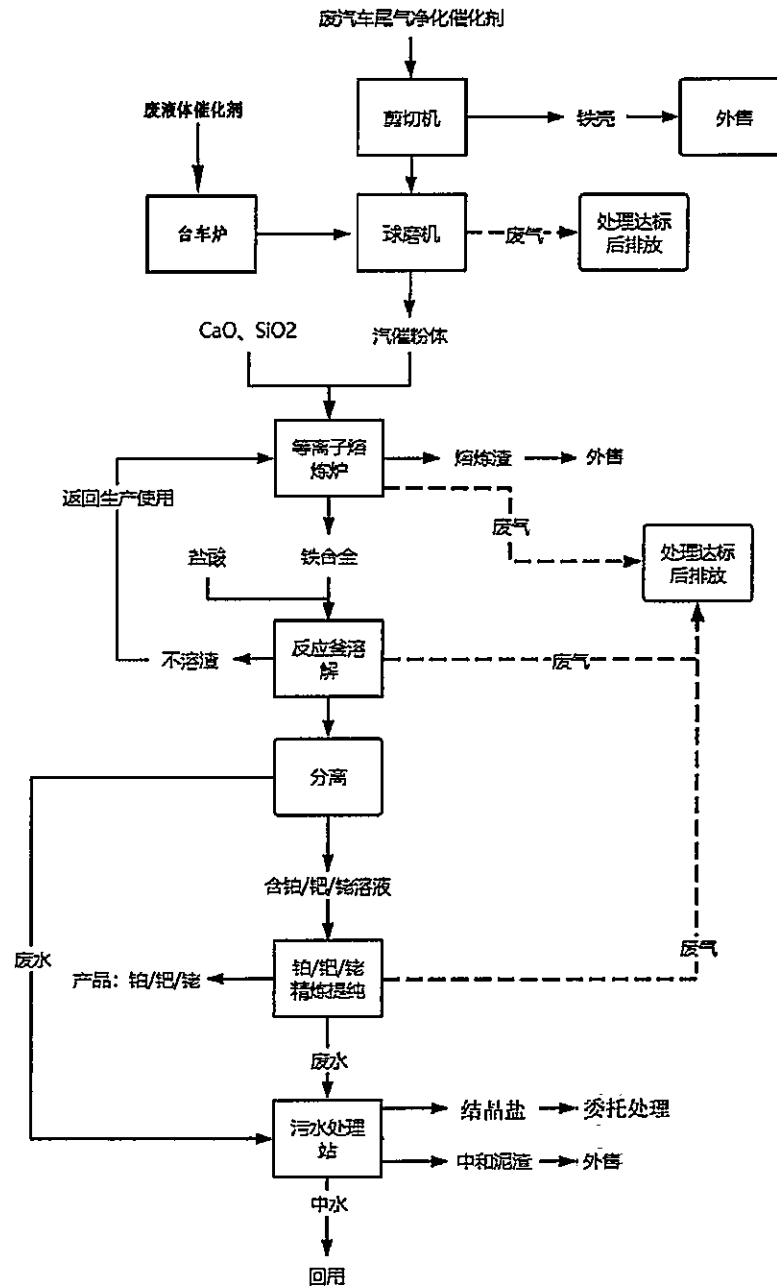 废汽车尾气净化催化剂
废液体催化剂
剪切机
铁壳
外售
台车炉
球磨机
废气
处理达标
后排放
CaO、SiO2
汽催粉体
等离子熔
炼炉
熔炼渣
外售
返回生产使用
废气
处理达标
后排放
盐酸
铁合金
不溶渣
反应釜溶
解
废气
分离
含铂/钯/铑溶液
废水
产品：铂/钯/铑
铂/钯/铑
精炼提纯
废气
废水
污水处理
站
结晶盐
委托处理
中和泥渣
外售
中水
回用